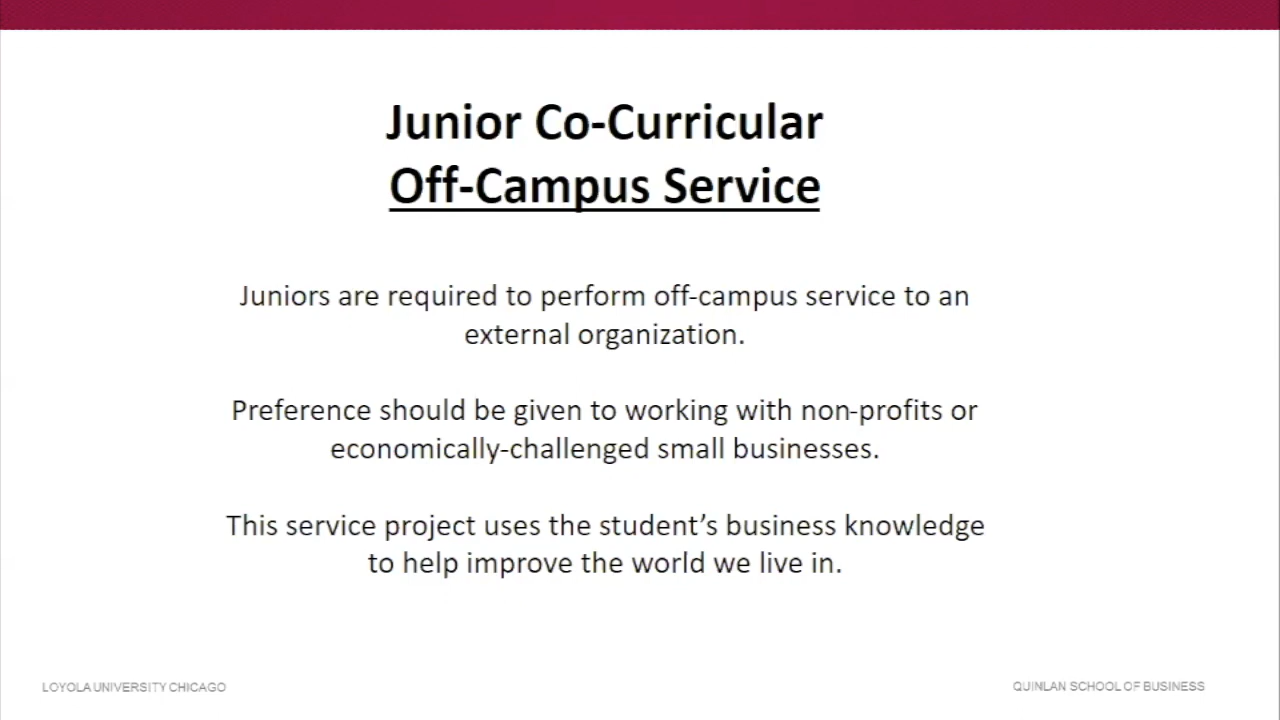 Junior Co-Curricular
Off-Campus Service
Juniors are required to perform off-campus service to an
external organization.
Preference should be given to working with non-profits or
economically-challenged small businesses.
This service project uses the student’s business knowledge
to help improve the world we live in.
LOYOLA UNIVERSITY CHICAGO
QUINLAN SCHOOL OF BUSINESS